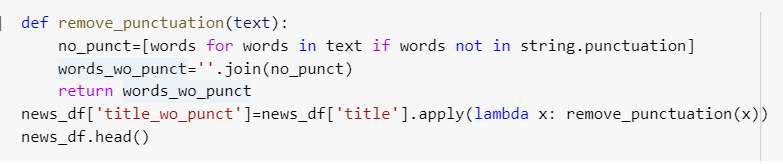 def remove_punctuation(text):
    no_punct=[words for words in text if words not in string.punctuation]
    words_wo_punct=''.join(no_punct)
    return words_wo_punct
news_df['title_wo_punct']=news_df['title'].apply(lambda x: remove_punctuation(x))
news_df.head()